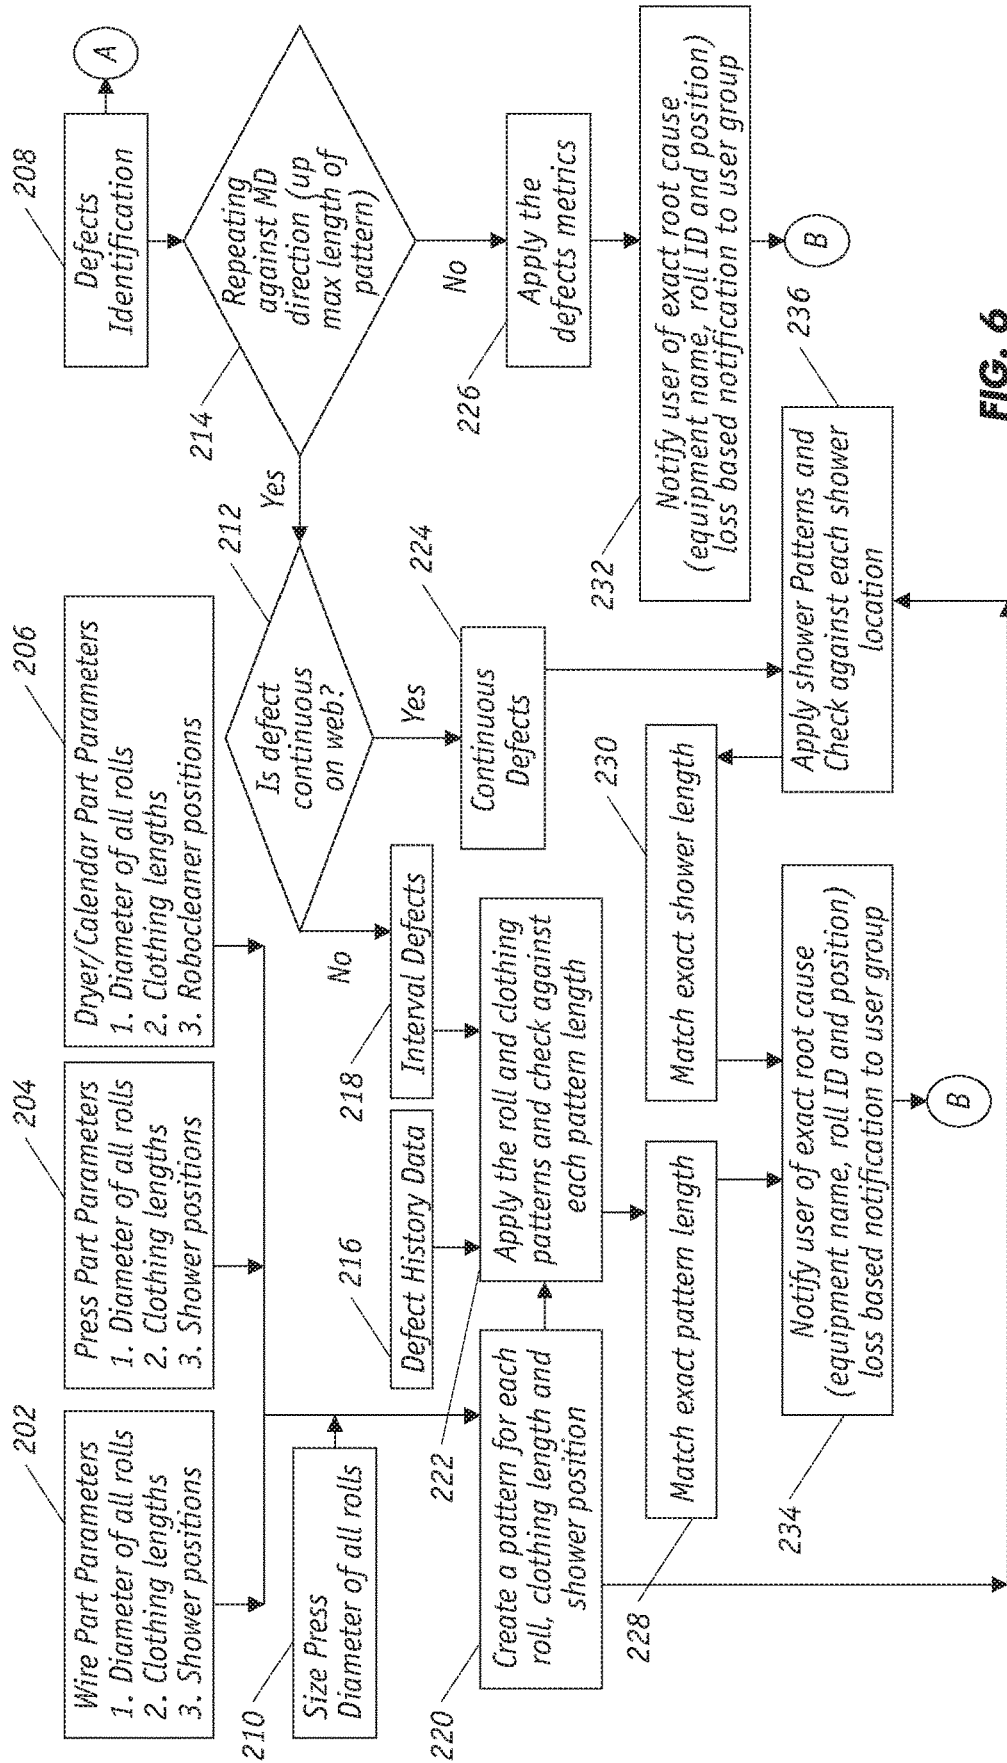 202
Wire Part Parameters
1. Diameter of all rolls
2. Clothing lengths
3. Shower positions
204
Press Part Parameters
1. Diameter of all rolls
2. Clothing lengths
3. Shower positions
206
Dryer/Calendar Part Parameters
1. Diameter of all rolls
2. Clothing lengths
3. Robocleaner positions
208
Defects
Identification
A
210
Size Press
Diameter of all rolls
212
Is defect
continuous
on web?
214
Repeating
against MD
direction (up
max length of
pattern)
Yes
No
Yes
No
216
Defect History Data
218
Interval Defects
220
Create a pattern for each
roll, clothing length and
shower position
222
Apply the roll and clothing
patterns and check against
each pattern length
224
Continuous
Defects
226
Apply the
defects metrics
228
Match exact pattern length
230
Match exact shower length
232
Notify user of exact root cause
(equipment name, roll ID and position)
loss based notification to user group
B
234
Notify user of exact root cause
(equipment name, roll ID and position)
loss based notification to user group
B
236
Apply shower Patterns and
Check against each shower
location
FIG. 6